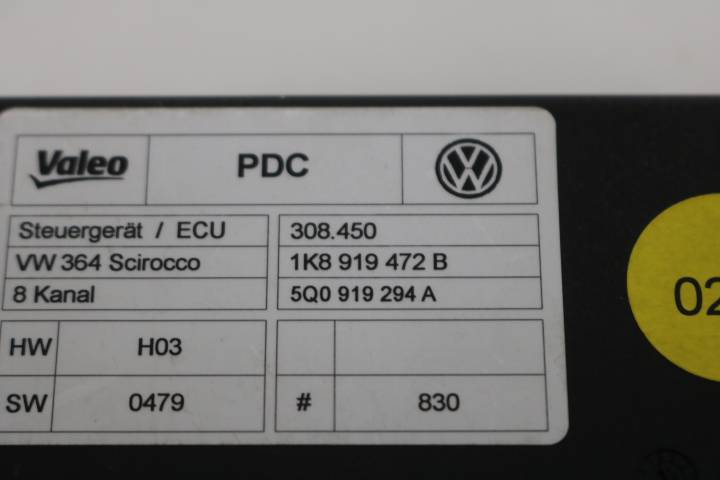 Valeo PDC VW
Steuergerät / ECU 308.450
VW 364 Scirocco 1K8 919 472 B
8 Kanal 5Q0 919 294 A
HW H03
SW 0479 # 830
02